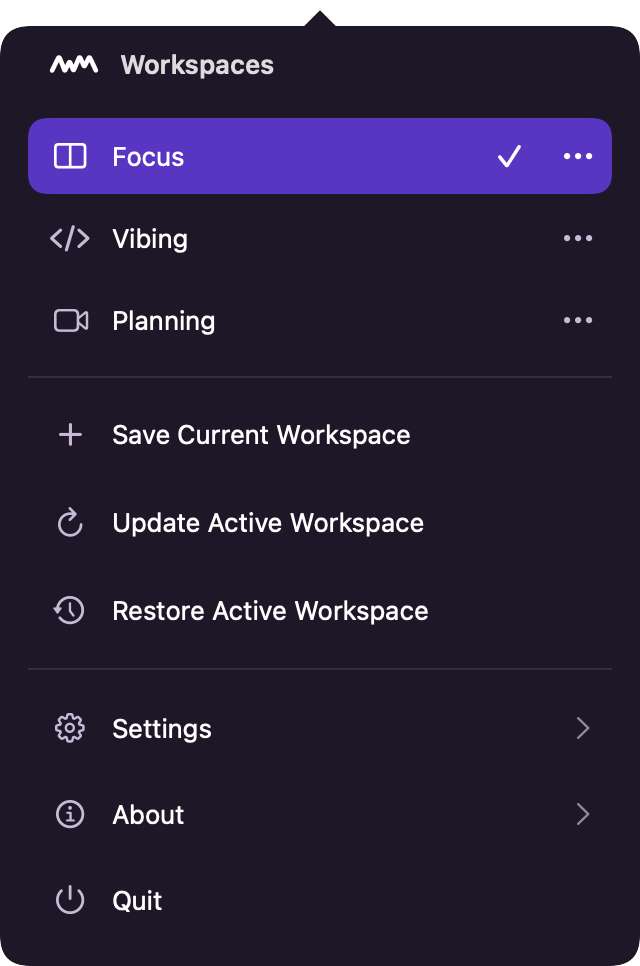 Workspaces
Focus
Vibing
Planning
Save Current Workspace
Update Active Workspace
Restore Active Workspace
Settings
About
Quit